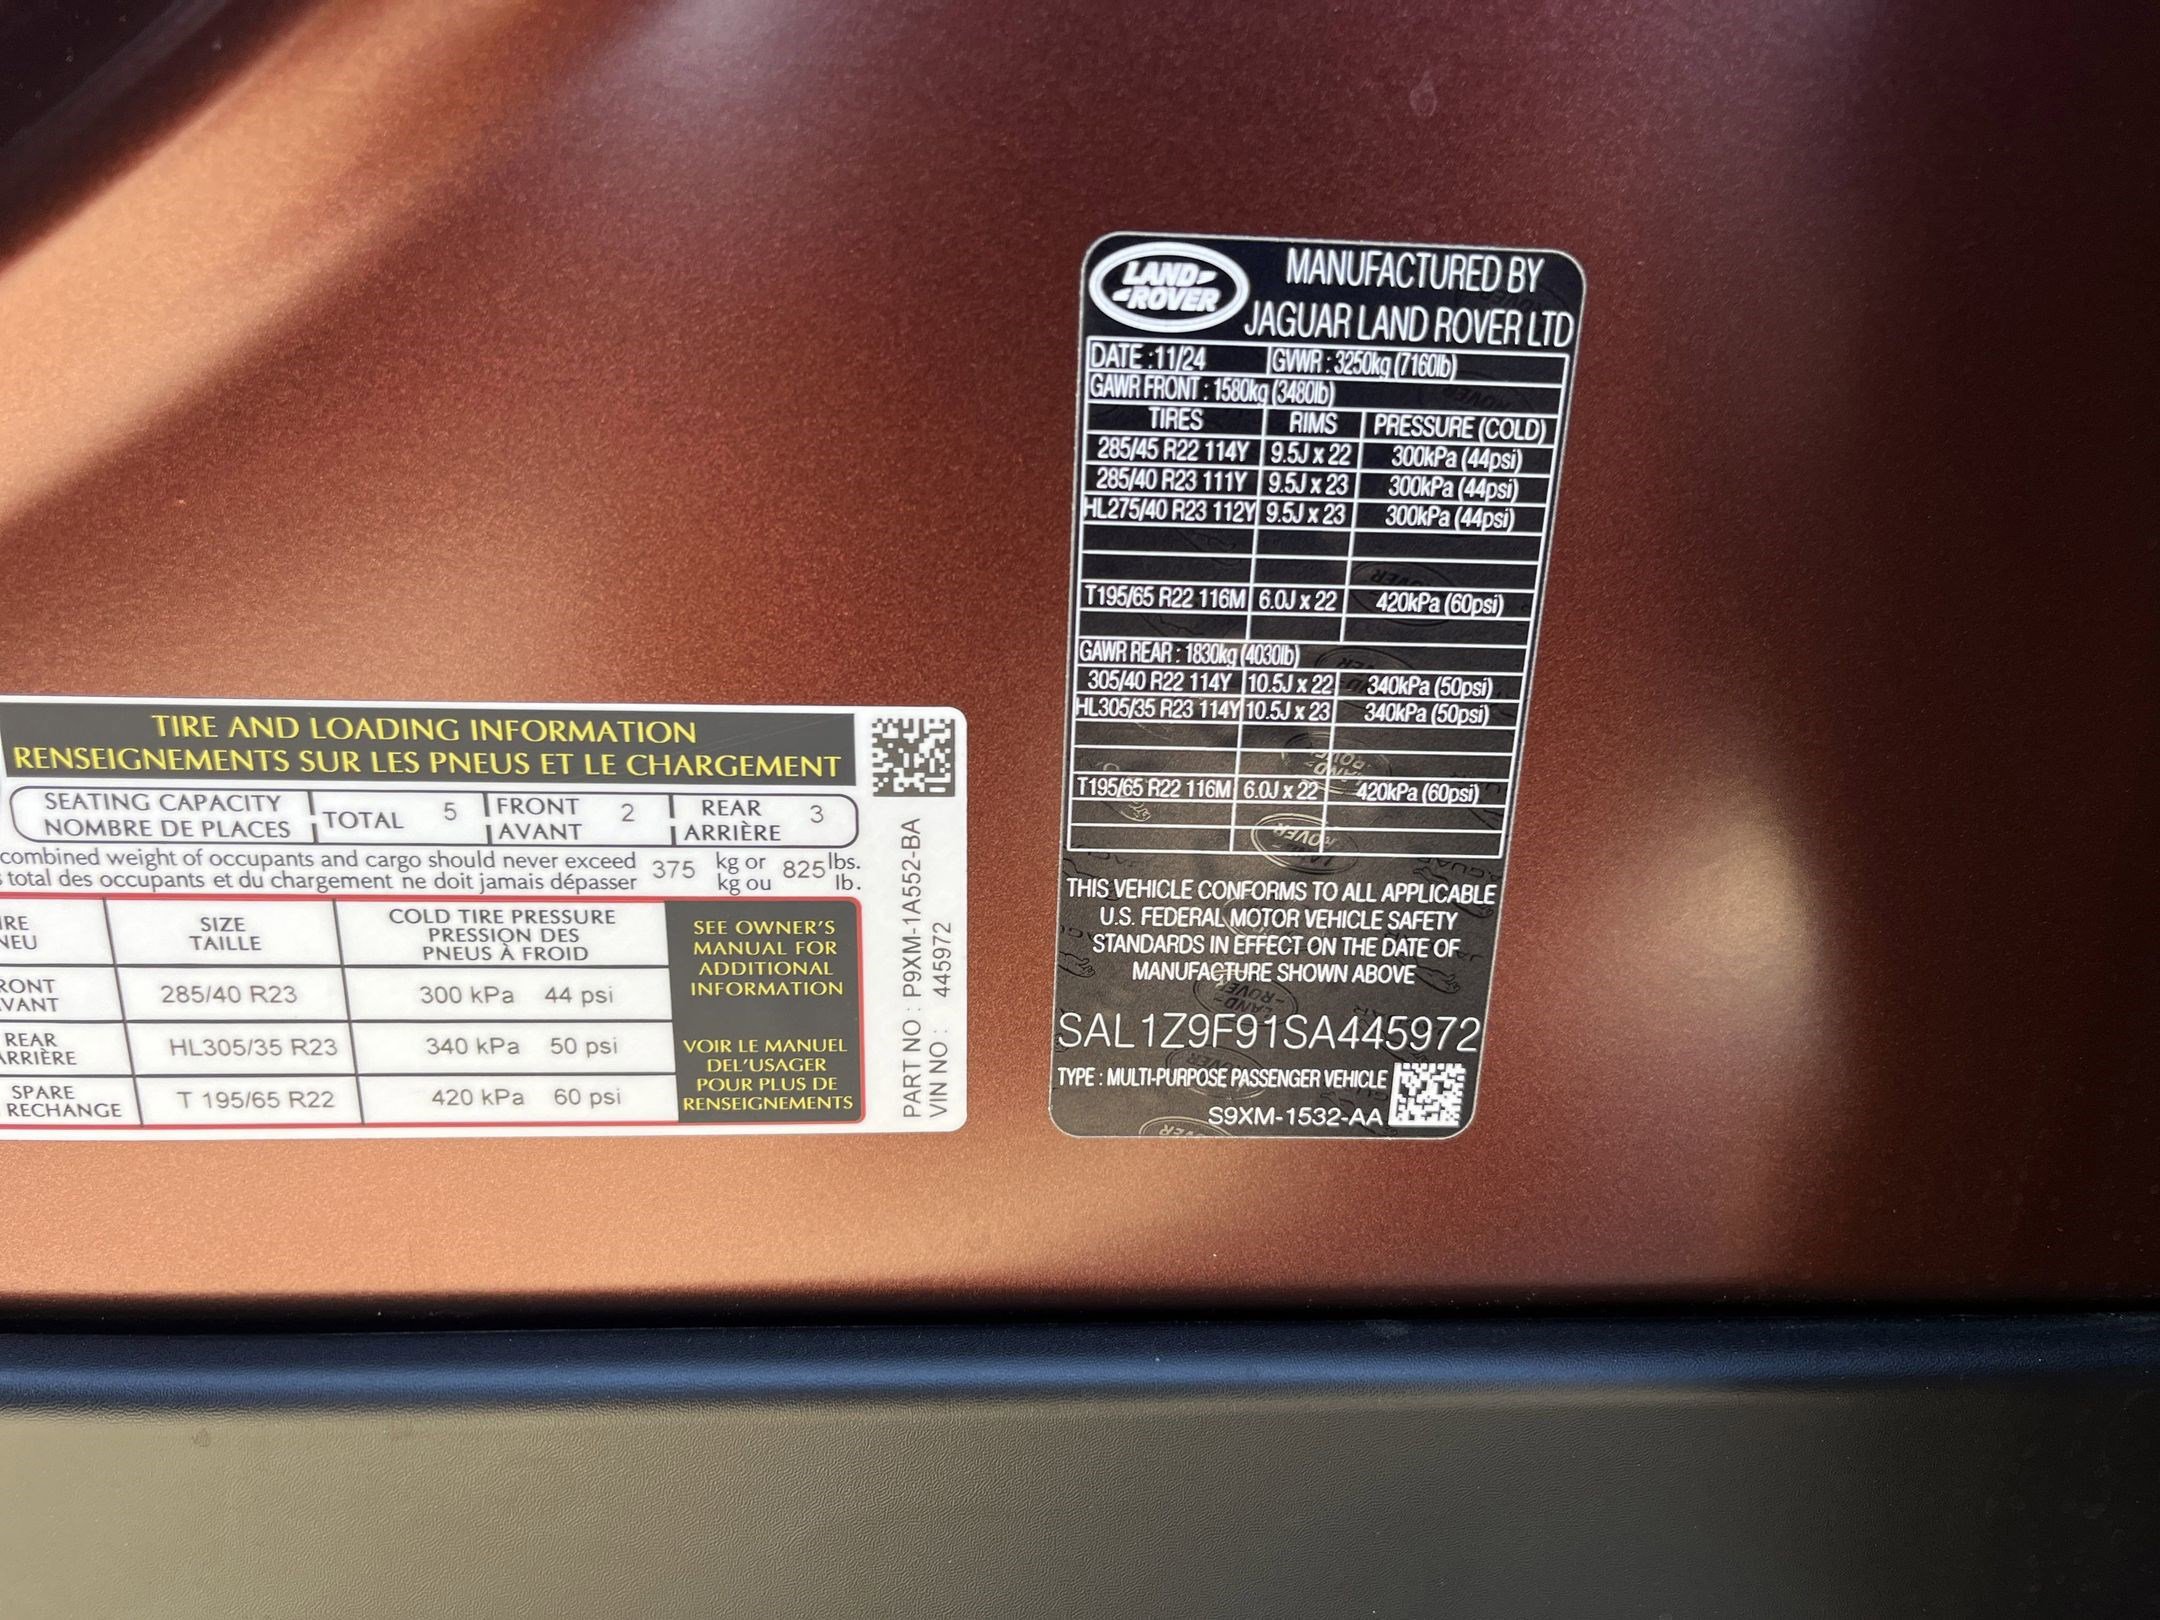 TIRE AND LOADING INFORMATION
RENSEIGNEMENTS SUR LES PNEUS ET LE CHARGEMENT
SEATING CAPACITY
NOMBRE DE PLACES
TOTAL 5
FRONT
AVANT
2
REAR
ARRIÈRE
3
combined weight of occupants and cargo should never exceed 375 kg or 825 lbs.
total des occupants et du chargement ne doit jamais dépasser kg ou lb.
SIZE
TAILLE
COLD TIRE PRESSURE
PRESSION DES
PNEUS À FROID
285/40 R23 300 kPa 44 psi
REAR
HL305/35 R23 340 kPa 50 psi
SPARE
RECHANGE
T 195/65 R22 420 kPa 60 psi
SEE OWNER'S
MANUAL FOR
ADDITIONAL
INFORMATION
VOIR LE MANUEL
DEL'USAGER
POUR PLUS DE
RENSEIGNEMENTS
PART NO : P9XM-1A552-BA
VIN NO : 445972
LAND
ROVER
MANUFACTURED BY
JAGUAR LAND ROVER LTD
DATE :11/24 GVWR : 3250kg (7160lb)
GAWR FRONT : 1580kg (3480lb)
TIRES RIMS PRESSURE (COLD)
285/45 R22 114Y 9.5J x 22 300kPa (44psi)
285/40 R23 111Y 9.5J x 23 300kPa (44psi)
HL275/40 R23 112Y 9.5J x 23 300kPa (44psi)
T195/65 R22 116M 6.0J x 22 420kPa (60psi)
GAWR REAR : 1830kg (4030lb)
305/40 R22 114Y 10.5J x 22 340kPa (50psi)
HL305/35 R23 114Y 10.5J x 23 340kPa (50psi)
T195/65 R22 116M 6.0J x 22 420kPa (60psi)
THIS VEHICLE CONFORMS TO ALL APPLICABLE
U.S. FEDERAL MOTOR VEHICLE SAFETY
STANDARDS IN EFFECT ON THE DATE OF
MANUFACTURE SHOWN ABOVE
SAL1Z9F91SA445972
TYPE : MULTI-PURPOSE PASSENGER VEHICLE
S9XM-1532-AA